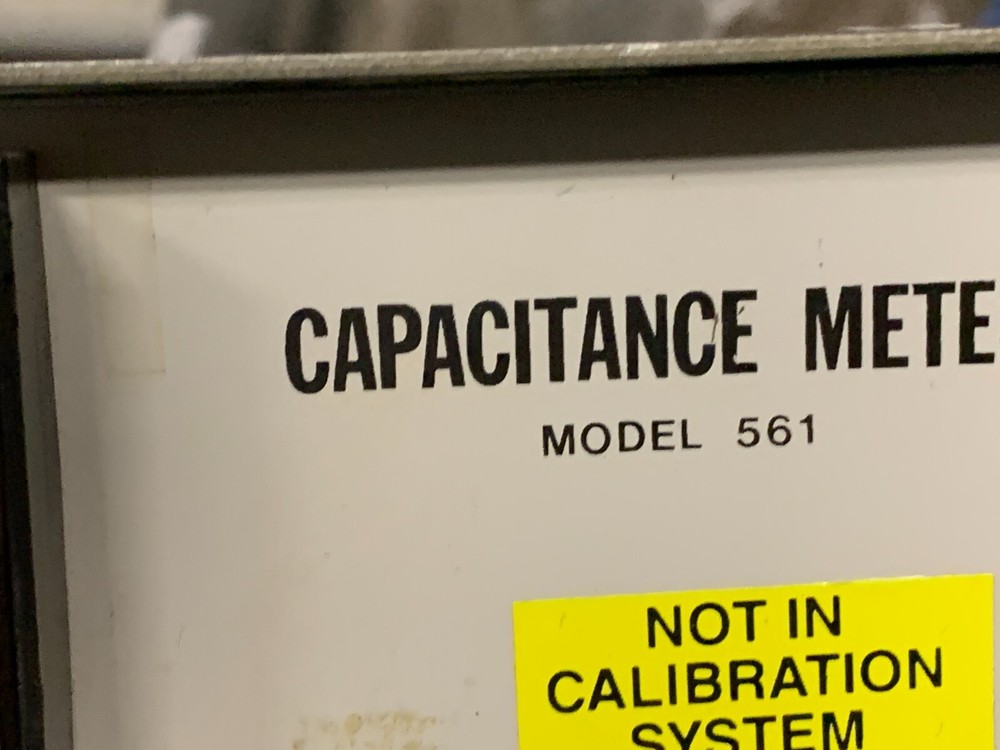 CAPACITANCE METE
MODEL 561
NOT IN
CALIBRATION
SYSTEM